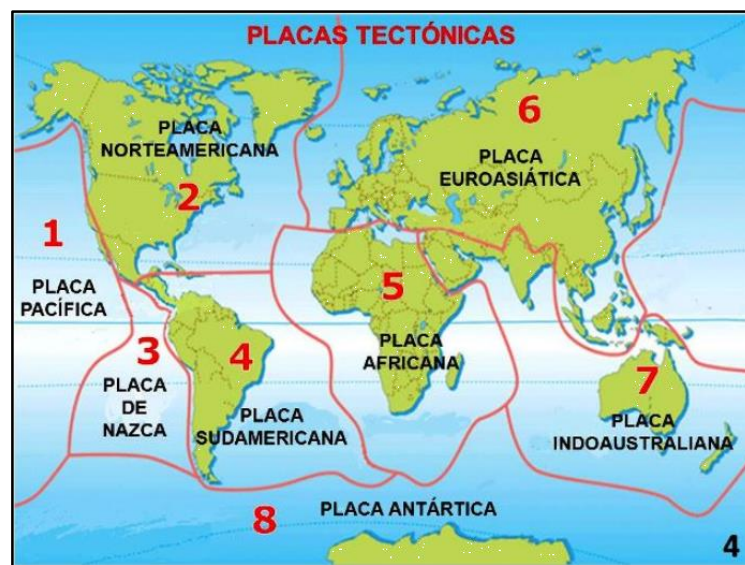 PLACAS TECTÓNICAS
6
PLACA
NORTEAMERICANA
PLACA
EUROASIÁTICA
2
1
5
PLACA
PACÍFICA
3
4
PLACA
AFRICANA
7
PLACA
DE
NAZCA
PLACA
SUDAMERICANA
PLACA
INDOAUSTRALIANA
8
PLACA ANTÁRTICA
4